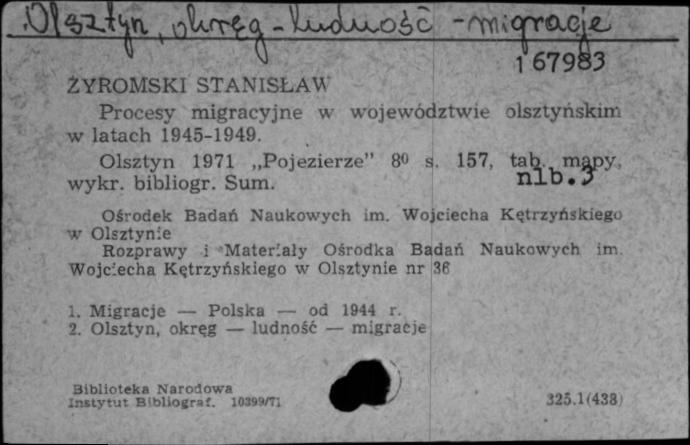 Olsztyn, okręg - ludność - migracje
167983
ŻYROMSKI STANISŁAW
Procesy migracyjne w województwie olsztyńskim
w latach 1945-1949.
Olsztyn 1971 „Pojezierze” 8⁰ s. 157, tab. mapy,
nlb.3
wykr. bibliogr. Sum.
Ośrodek Badań Naukowych im. Wojciecha Kętrzyńskiego
w Olsztynie
Rozprawy i Materiały Ośrodka Badań Naukowych im.
Wojciecha Kętrzyńskiego w Olsztynie nr 36
1. Migracje — Polska — od 1944 r.
2. Olsztyn, okręg — ludność — migracje
Biblioteka Narodowa
Instytut Bibliograf. 10399/71
325.1(438)